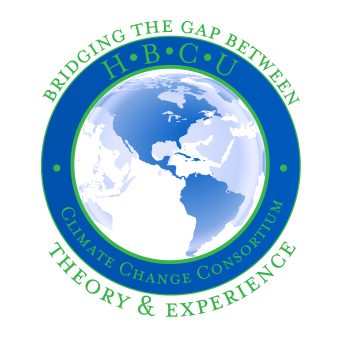 BRIDGING THE GAP BETWEEN
H•B•C•U
CLIMATE CHANGE CONSORTIUM
THEORY & EXPERIENCE